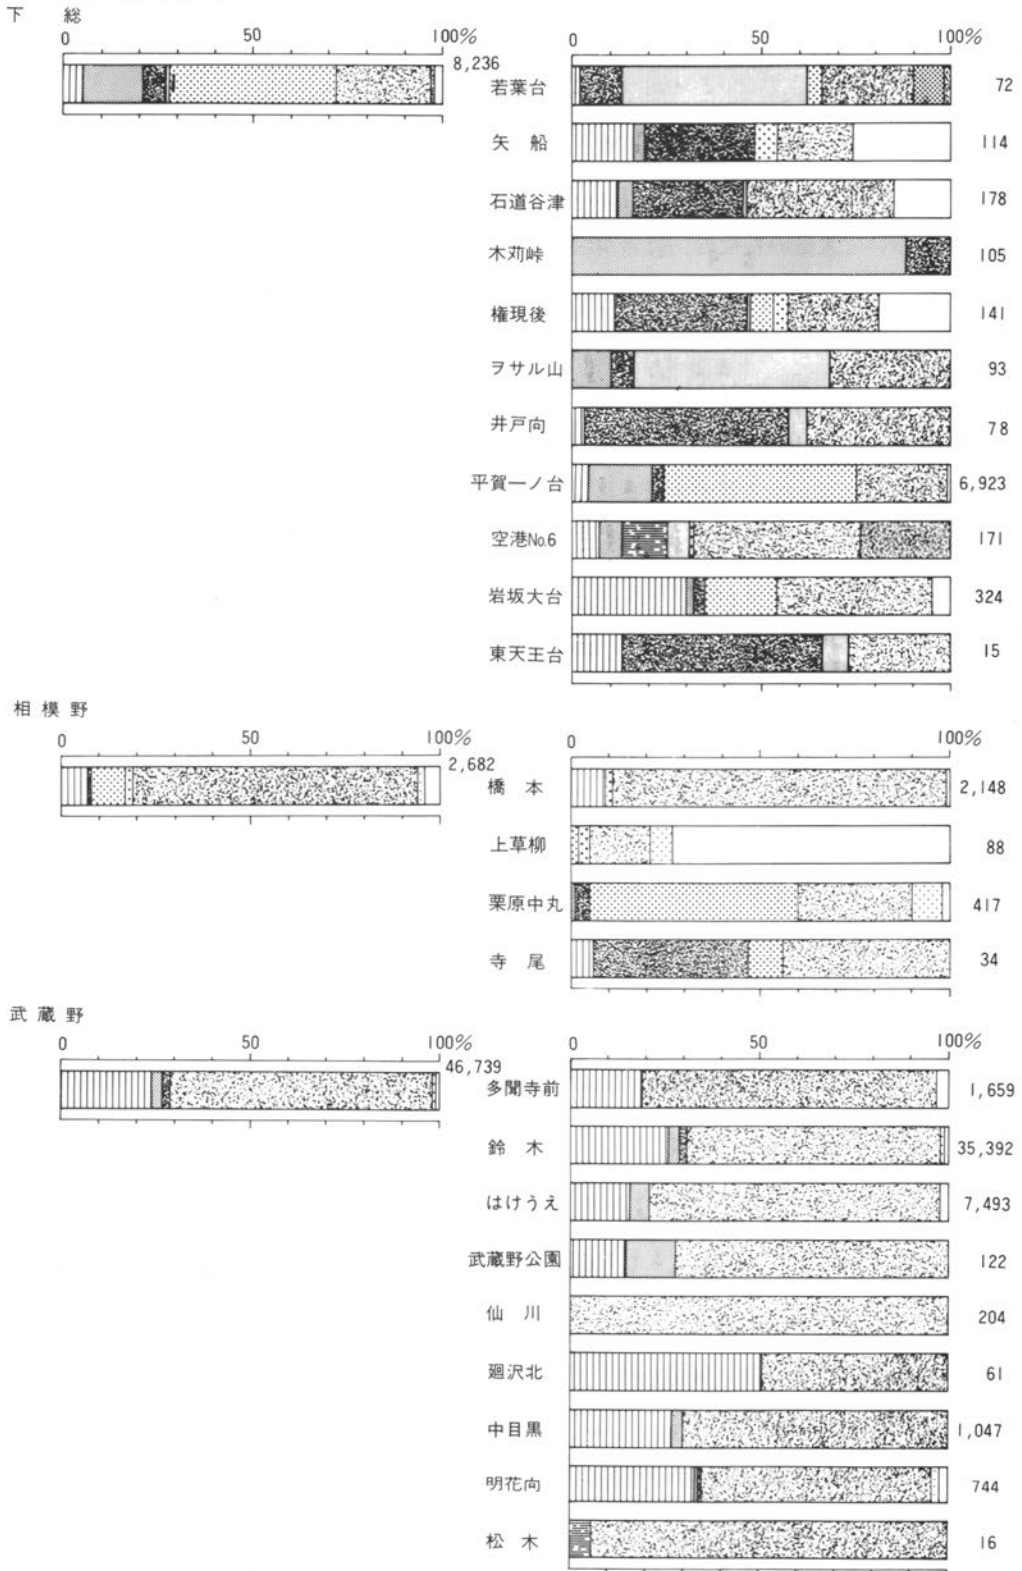 下 総
0 50 100%
8,236
0 50 100%
若葉台 72
矢 船 114
石道谷津 178
木苅峠 105
権現後 141
ヲサル山 93
井戸向 78
平賀一ノ台 6,923
空港No.6 171
岩坂大台 324
東天王台 15
相 模 野
0 50 100%
2,682
0 50 100%
橋 本 2,148
上草柳 88
栗原中丸 417
寺 尾 34
武 蔵 野
0 50 100%
46,739
0 50 100%
多聞寺前 1,659
鈴 木 35,392
はけうえ 7,493
武蔵野公園 122
仙 川 204
廻沢北 61
中目黒 1,047
明花向 744
松 木 16